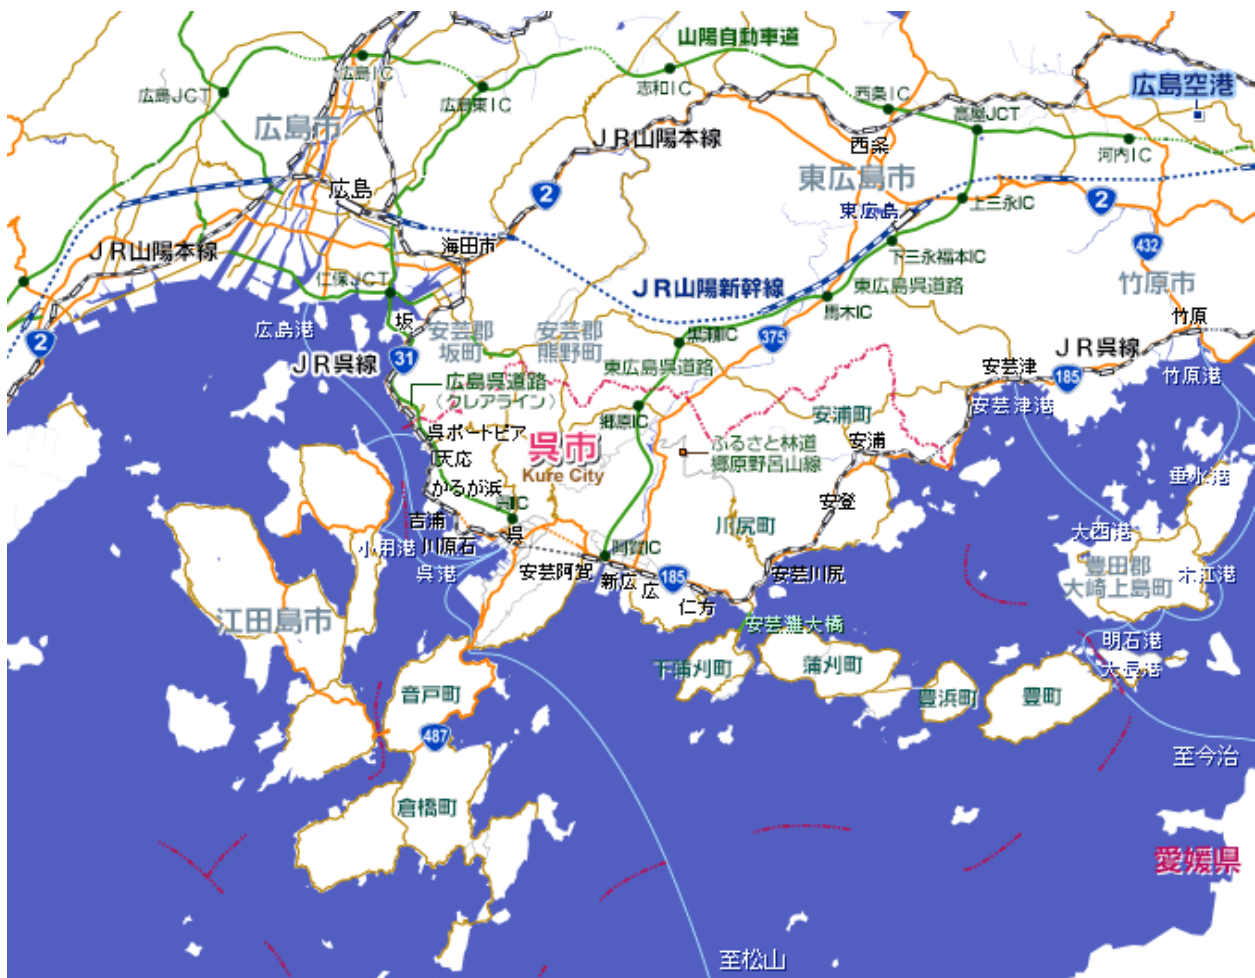 山陽自動車道
広島IC
広島JCT
広島東IC
志和IC
西条IC
広島空港
高屋JCT
河内IC
広島市
JR山陽本線
西条
東広島市
広島
2
2
東広島
上三永IC
海田市
432
JR山陽本線
下三永福本IC
仁保JCT
JR山陽新幹線
東広島呉道路
竹原市
馬木IC
竹原
広島港
坂
安芸郡
坂町
安芸郡
熊野町
黒瀬IC
375
2
31
JR呉線
JR呉線
安芸津
185
竹原港
東広島呉道路
広島呉道路
(クレアライン)
安芸津港
郷原IC
安浦町
呉ポートピア
呉市
Kure City
ふるさと林道
郷原野呂山線
安浦
天応
垂水港
かるが浜
呉IC
安登
吉浦
川尻町
大西港
小用港
川原石
呉
呉港
阿賀IC
安芸阿賀
新広
広
185
仁方
安芸川尻
豊田郡
大崎上島町
木江港
江田島市
安芸灘大橋
明石港
下蒲刈町
蒲刈町
大長港
音戸町
豊浜町
豊町
487
至今治
倉橋町
愛媛県
至松山